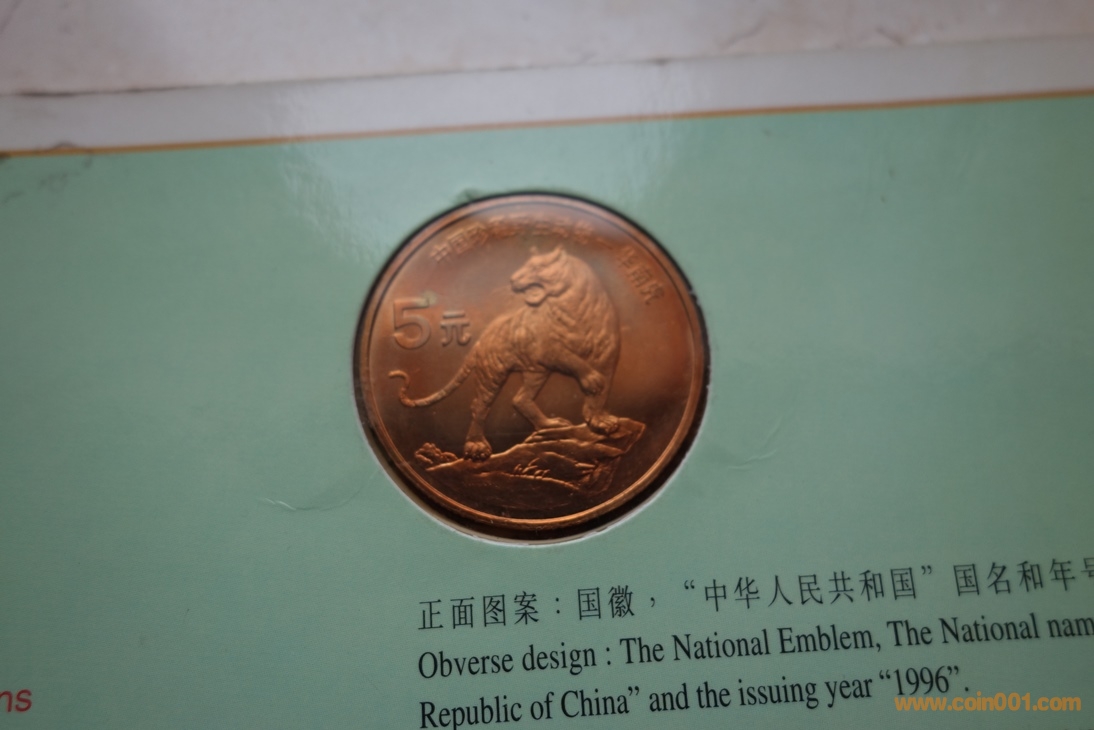 5元
正面图案：国徽，“中华人民共和国”国名和年号
Obverse design : The National Emblem, The National nam
Republic of China” and the issuing year “1996”.
ns
www.coin001.com